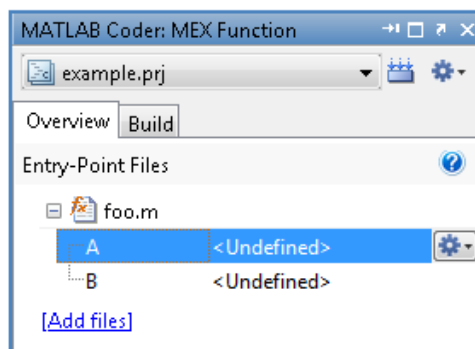 MATLAB Coder: MEX Function
example.prj
Overview Build
Entry-Point Files
foo.m
A <Undefined>
B <Undefined>
[Add files]